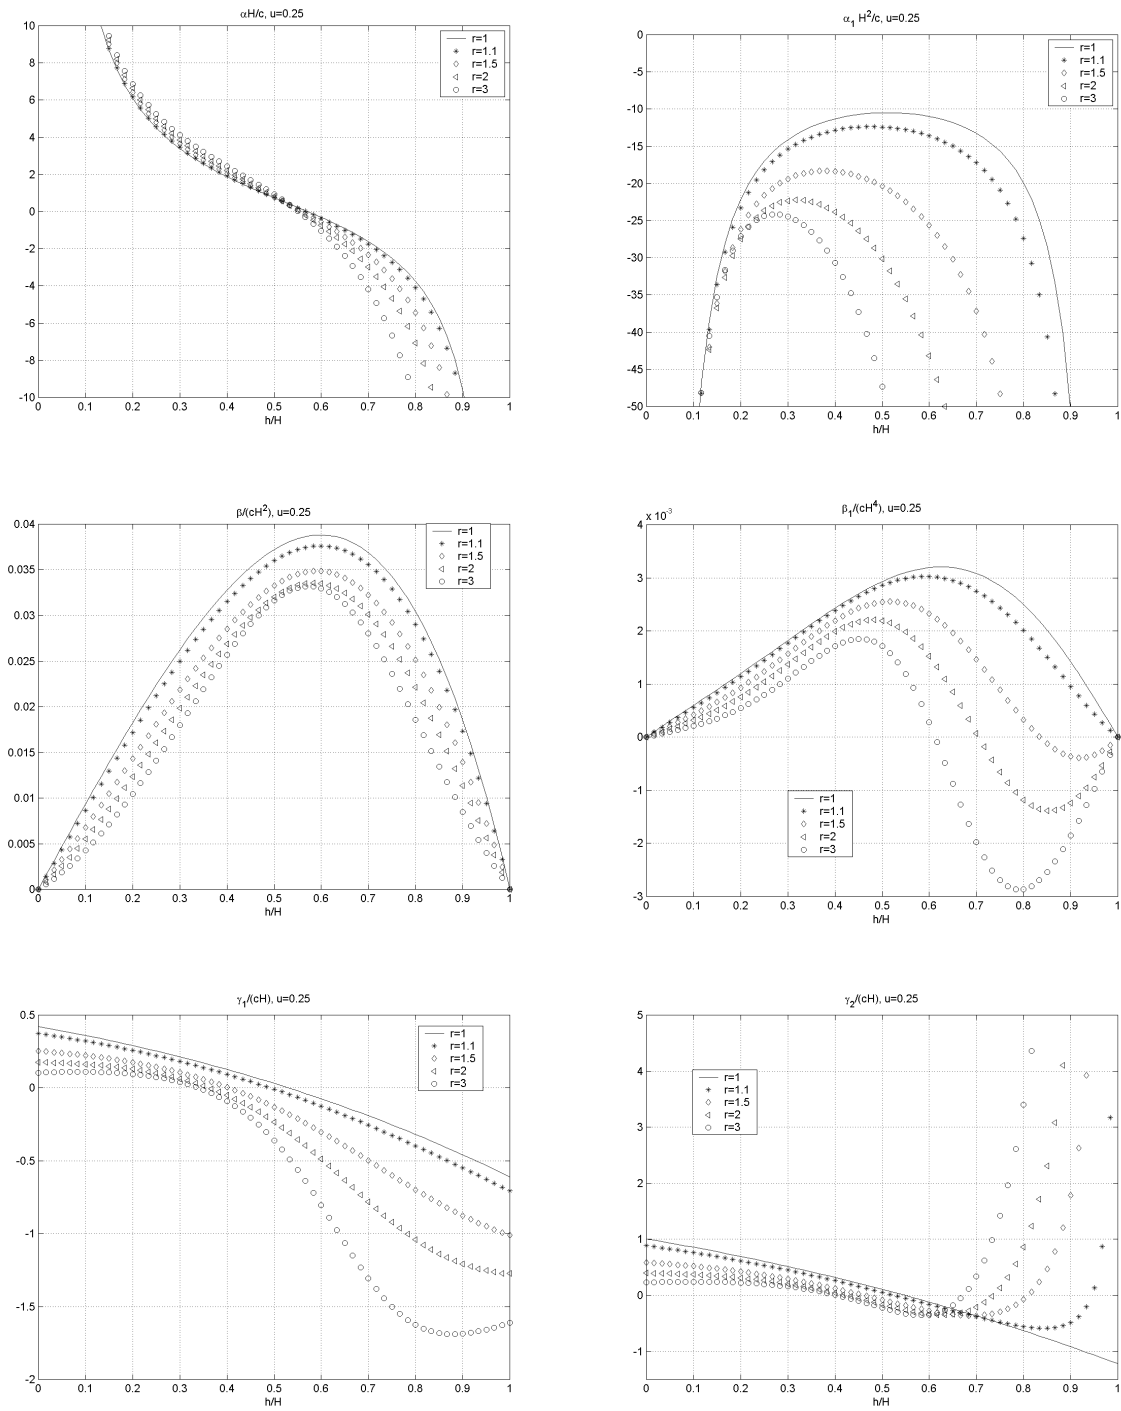 αH/c, u=0.25
10
8
6
4
2
0
-2
-4
-6
-8
-10
0 0.1 0.2 0.3 0.4 0.5 0.6 0.7 0.8 0.9 1
h/H
r=1
r=1.1
r=1.5
r=2
r=3
α1 H2/c, u=0.25
0
-5
-10
-15
-20
-25
-30
-35
-40
-45
-50
0 0.1 0.2 0.3 0.4 0.5 0.6 0.7 0.8 0.9 1
h/H
r=1
r=1.1
r=1.5
r=2
r=3
β/(cH2), u=0.25
0.04
0.035
0.03
0.025
0.02
0.015
0.01
0.005
0
0 0.1 0.2 0.3 0.4 0.5 0.6 0.7 0.8 0.9 1
h/H
r=1
r=1.1
r=1.5
r=2
r=3
β1/(cH4), u=0.25
x 10-3
4
3
2
1
0
-1
-2
-3
0 0.1 0.2 0.3 0.4 0.5 0.6 0.7 0.8 0.9 1
h/H
r=1
r=1.1
r=1.5
r=2
r=3
γ1/(cH), u=0.25
0.5
0
-0.5
-1
-1.5
-2
0 0.1 0.2 0.3 0.4 0.5 0.6 0.7 0.8 0.9 1
h/H
r=1
r=1.1
r=1.5
r=2
r=3
γ2/(cH), u=0.25
5
4
3
2
1
0
-1
0 0.1 0.2 0.3 0.4 0.5 0.6 0.7 0.8 0.9 1
h/H
r=1
r=1.1
r=1.5
r=2
r=3